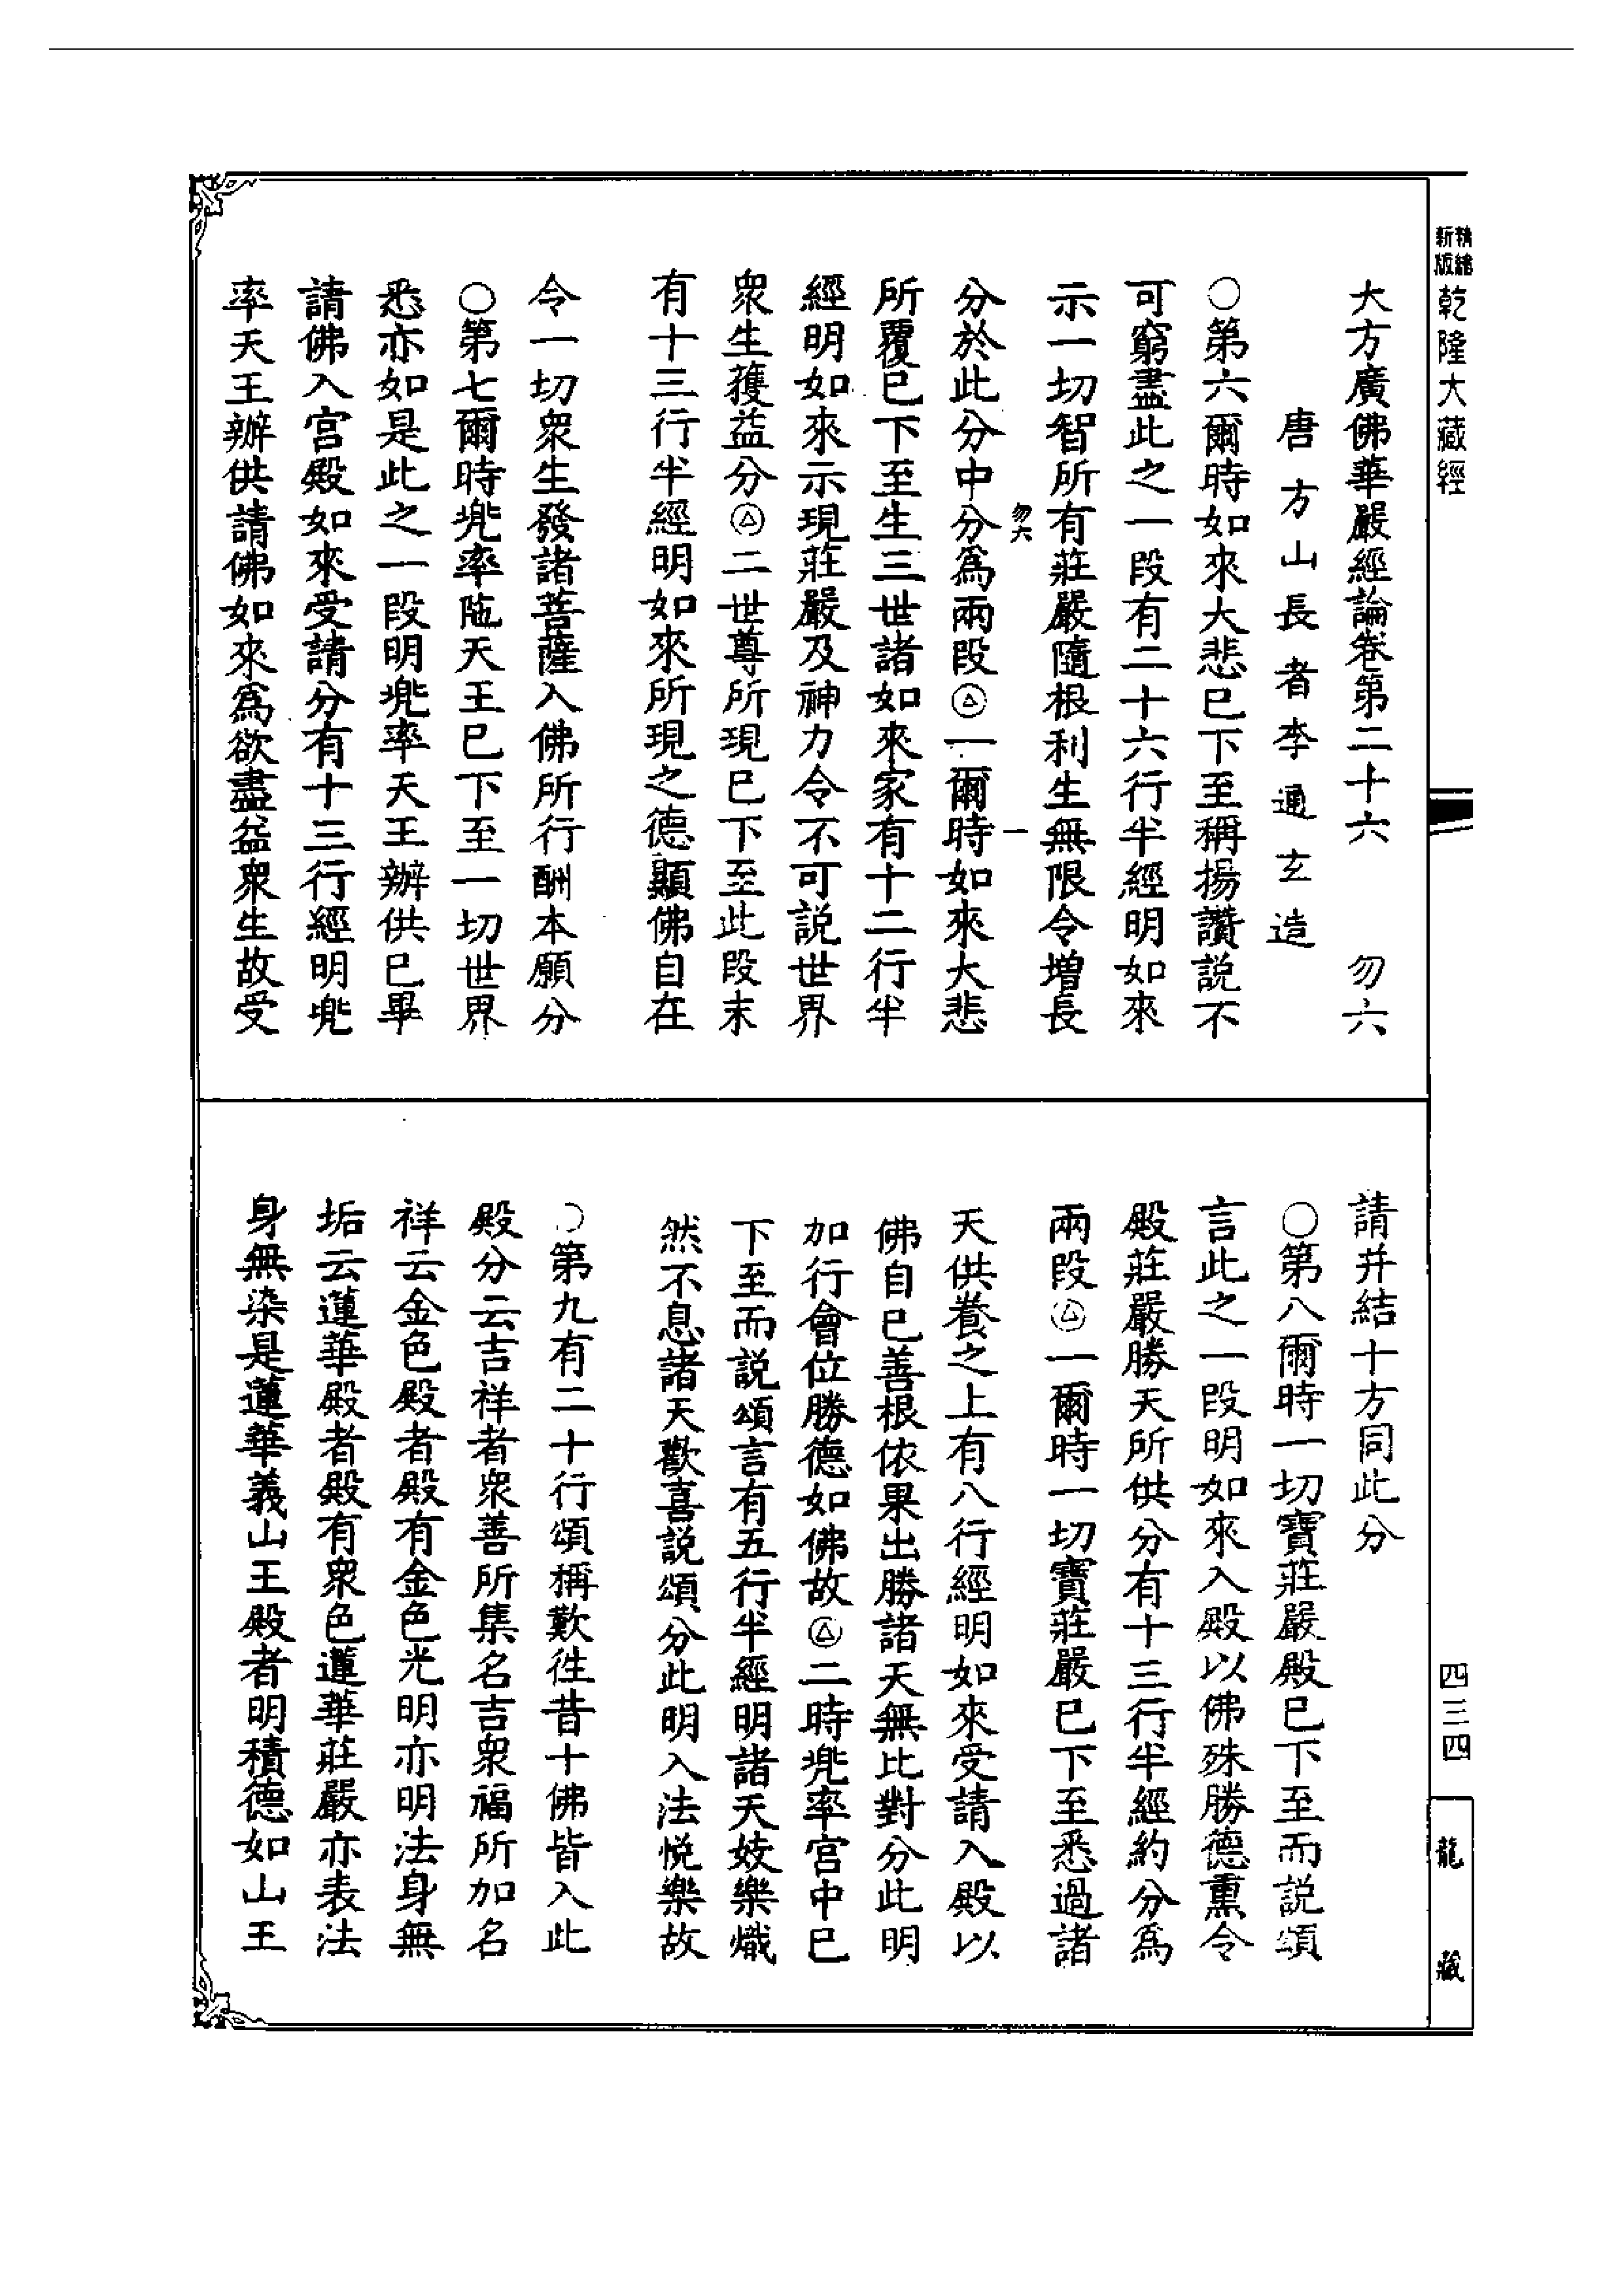 精縮新版乾隆大藏經
大方廣佛華嚴經論卷第二十六 勿六
唐方山長者李通玄造
○第六爾時如來大悲已下至稱揚讚說不
可窮盡此之一段有二十六行半經明如來
示一切智所有莊嚴隨根利生無限令增長
勿六 一
分於此分中分為兩段△一爾時如來大悲
所覆已下至生三世諸如來家有十二行半
經明如來示現莊嚴及神力令不可說世界
眾生獲益分△二世尊所現已下至此段末
有十三行半經明如來所現之德顯佛自在
令一切眾生發諸菩薩入佛所行酬本願分
○第七爾時兠率陁天王已下至一切世界
悉亦如是此之一段明兠率天王辦供已畢
請佛入宮殿如來受請分有十三行經明兠
率天王辦供請佛如來為欲盡益眾生故受
請并結十方同此分
○第八爾時一切寶莊嚴殿已下至而說頌
言此之一段明如來入殿以佛殊勝德熏令
殿莊嚴勝天所供分有十三行半經約分為
兩段△一爾時一切寶莊嚴已下至悉過諸
天供養之上有八行經明如來受請入殿以
佛自已善根依果出勝諸天無比對分此明
加行會位勝德如佛故△二時兠率宮中已
下至而說頌言有五行半經明諸天妓樂熾
然不息諸天歡喜說頌分此明入法悅樂故
○第九有二十行頌稱歎徃昔十佛皆入此
殿分云吉祥者眾善所集名吉眾福所加名
祥云金色殿者殿有金色光明亦明法身無
垢云蓮華殿者殿有眾色蓮華莊嚴亦表法
身無染是蓮華義山王殿者明積德如山王
四三四
龍藏